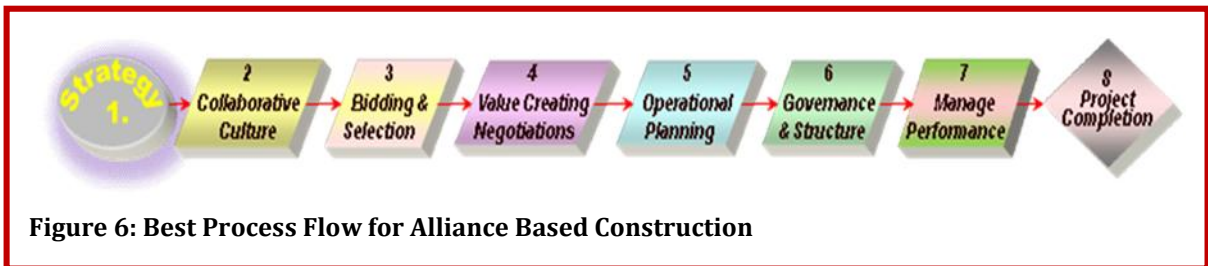 Strategy
1.
2
Collaborative
Culture
3
Bidding &
Selection
4
Value Creating
Negotiations
5
Operational
Planning
6
Governance
& Structure
7
Manage
Performance
8
Project
Completion
Figure 6: Best Process Flow for Alliance Based Construction